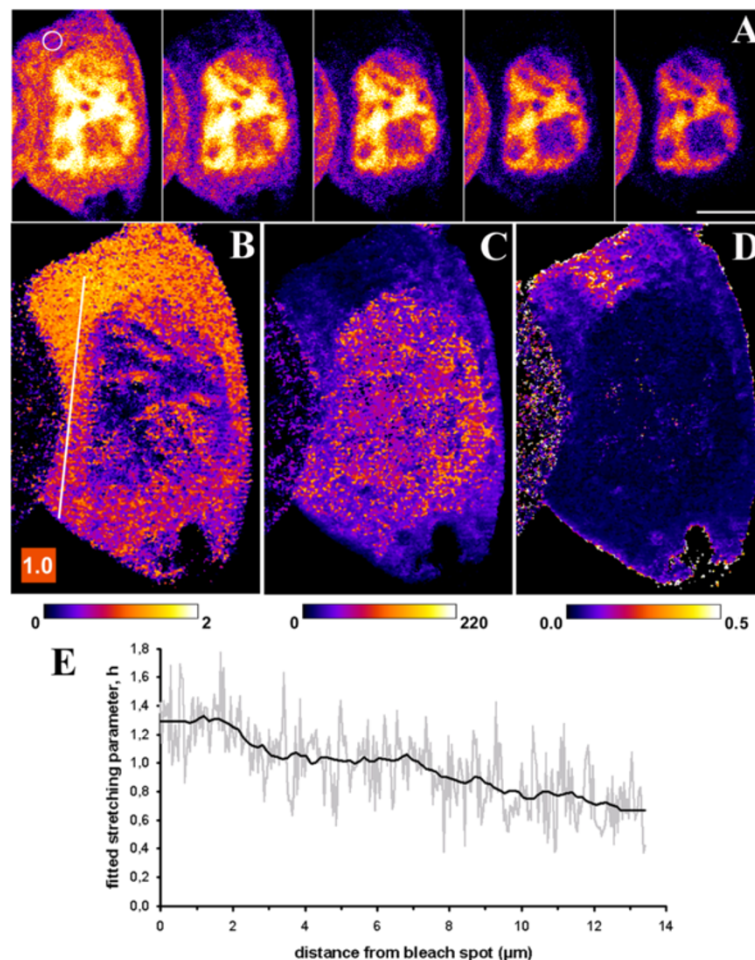 A
B
C
D
1.0
0 2
0 220
0.0 0.5
E
fitted stretching parameter, h
1,8
1,6
1,4
1,2
1,0
0,8
0,6
0,4
0,2
0,0
0 2 4 6 8 10 12 14
distance from bleach spot (µm)